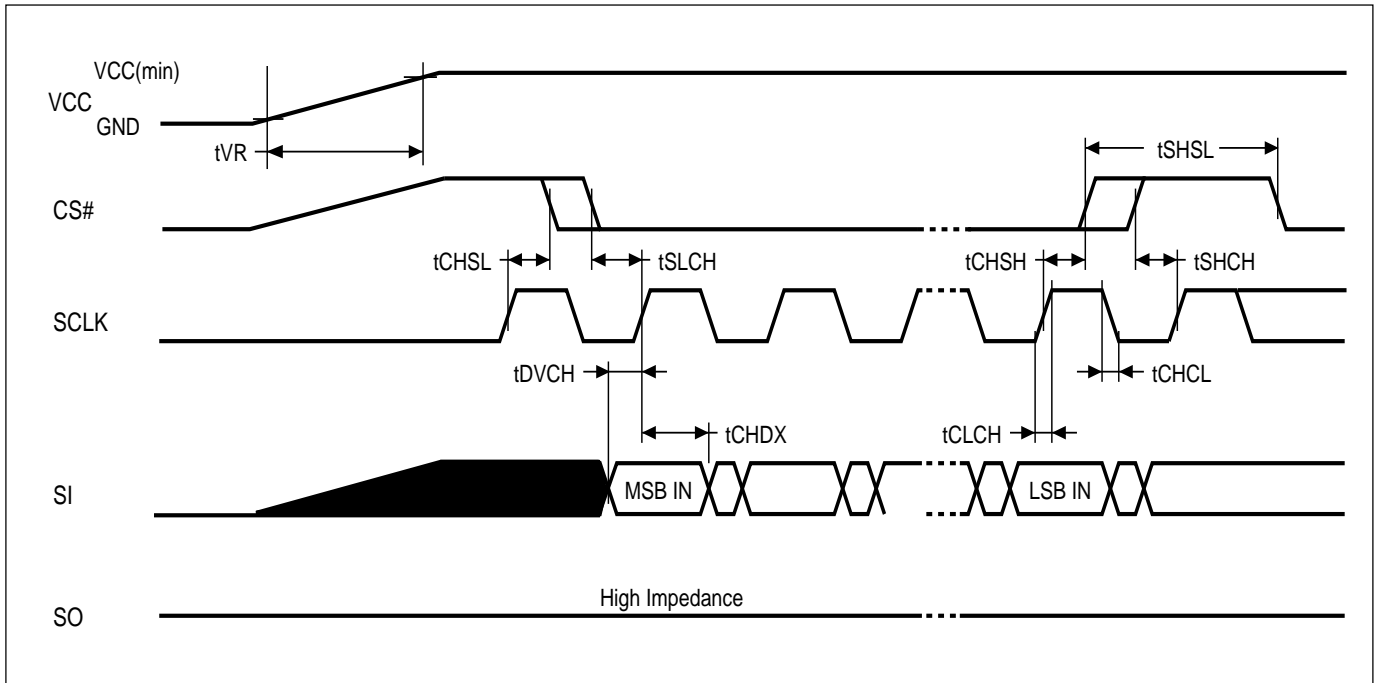 VCC(min)
VCC
GND
tVR
tSHSL
CS#
tCHSL
tSLCH
tCHSH
tSHCH
SCLK
tDVCH
tCHCL
tCHDX
tCLCH
SI
MSB IN
LSB IN
High Impedance
SO